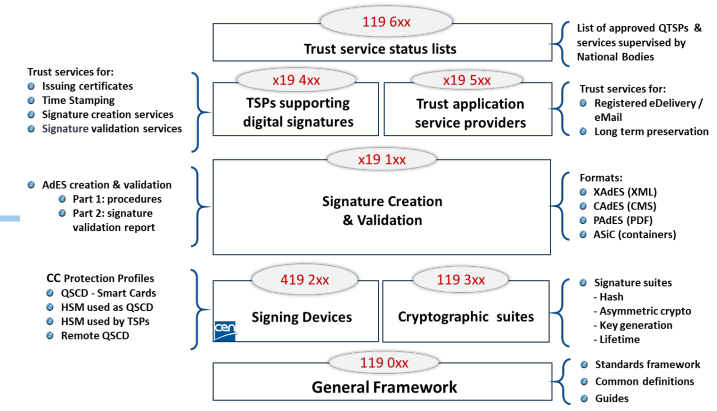 119 6xx
Trust service status lists
List of approved QTSPs &
services supervised by
National Bodies
Trust services for:
Issuing certificates
Time Stamping
Signature creation services
Signature validation services
x19 4xx
TSPs supporting
digital signatures
x19 5xx
Trust application
service providers
Trust services for:
Registered eDelivery /
eMail
Long term preservation
AdES creation & validation
Part 1: procedures
Part 2: signature
validation report
x19 1xx
Signature Creation
& Validation
Formats:
XAdES (XML)
CAdES (CMS)
PAdES (PDF)
ASiC (containers)
CC Protection Profiles
QSCD - Smart Cards
HSM used as QSCD
HSM used by TSPs
Remote QSCD
419 2xx
Signing Devices
cen
119 3xx
Cryptographic suites
Signature suites
- Hash
- Asymmetric crypto
- Key generation
- Lifetime
119 0xx
General Framework
Standards framework
Common definitions
Guides